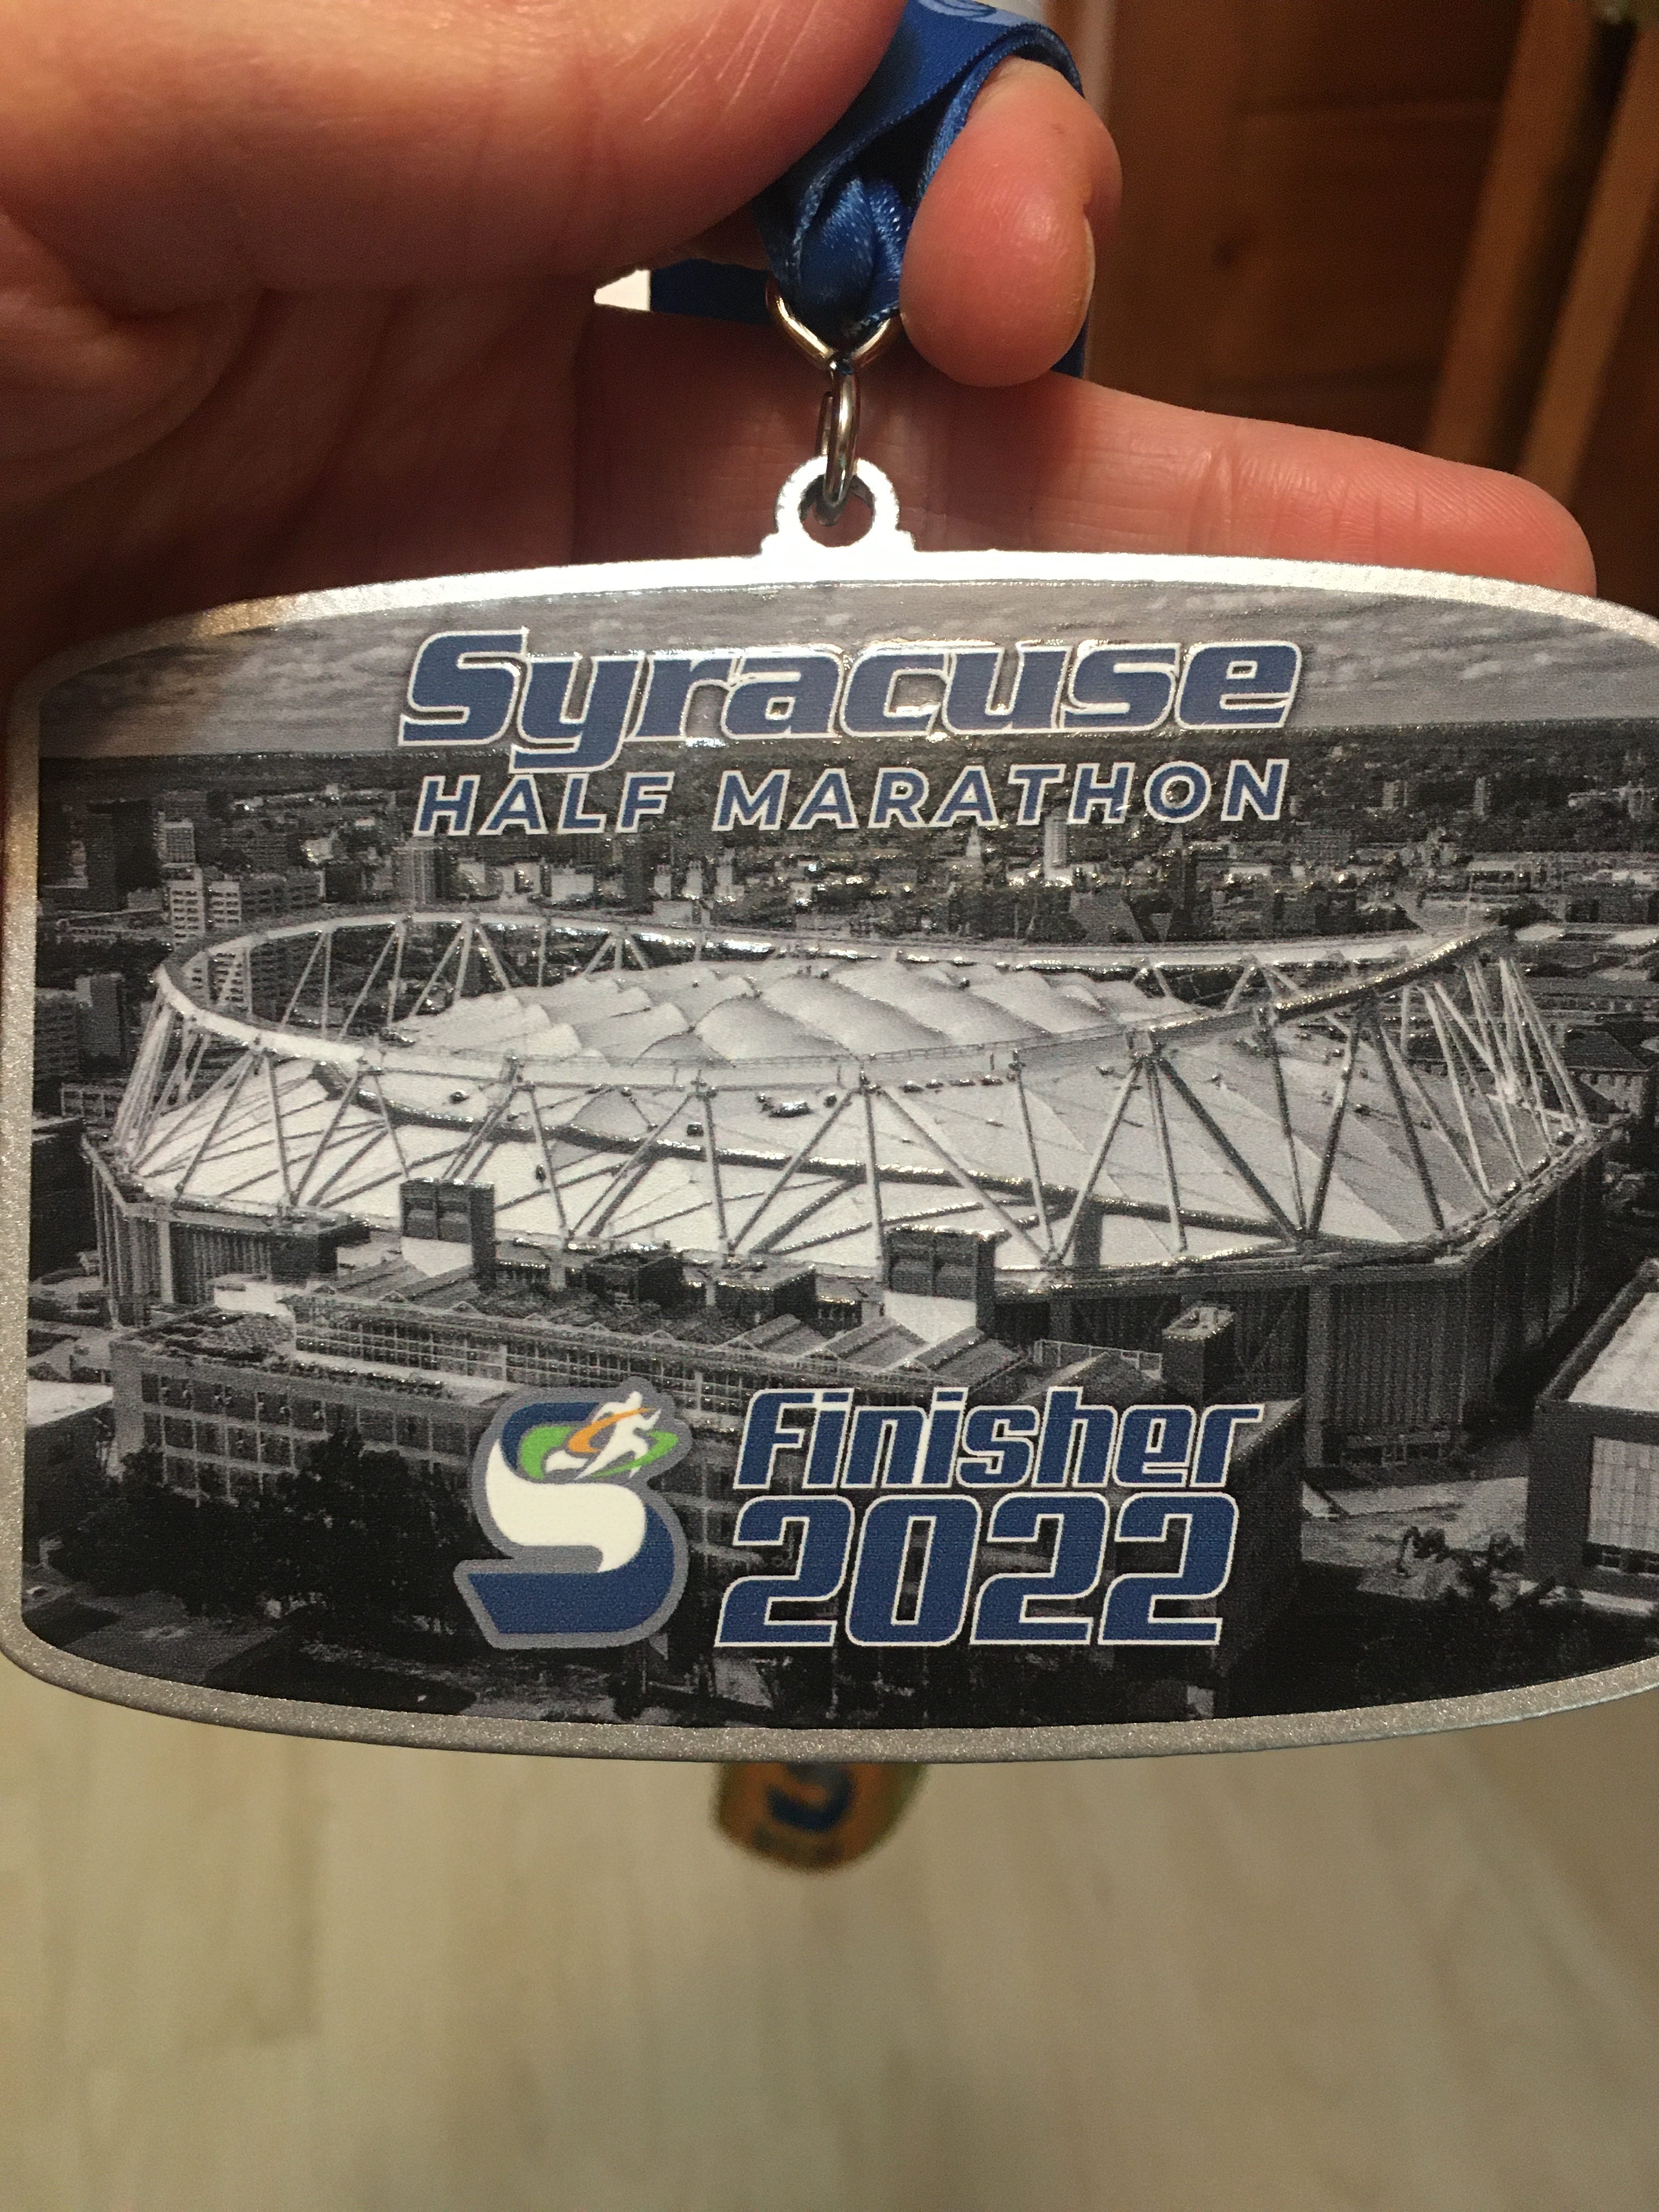 Syracuse
HALF MARATHON
Finisher
2022